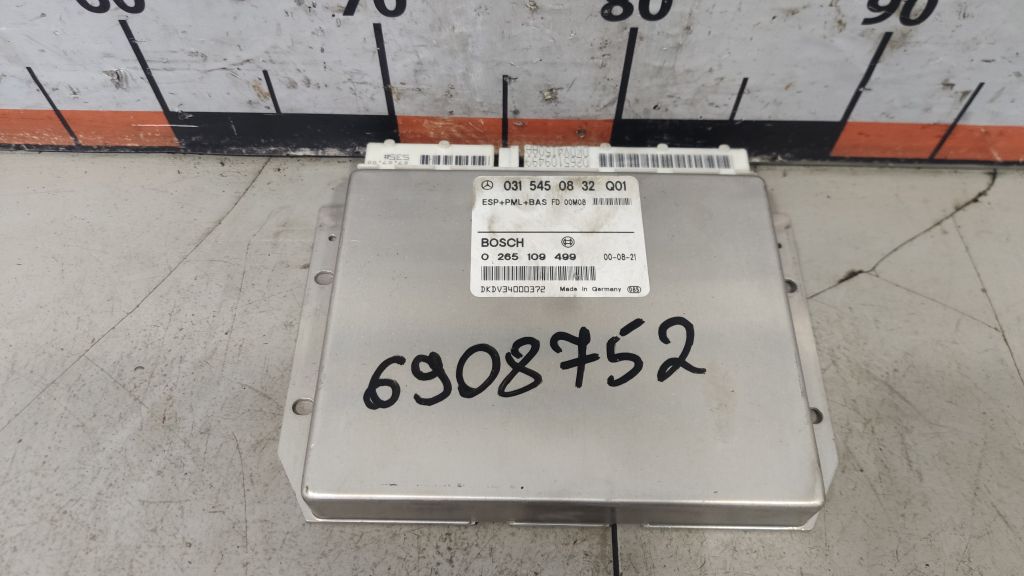 60 70 80 90
031 545 08 32 Q01
ESP+PML+BAS FD 00M08
BOSCH
0 265 109 499 00-08-21
DKDV34000372 Made in Germany
6908752